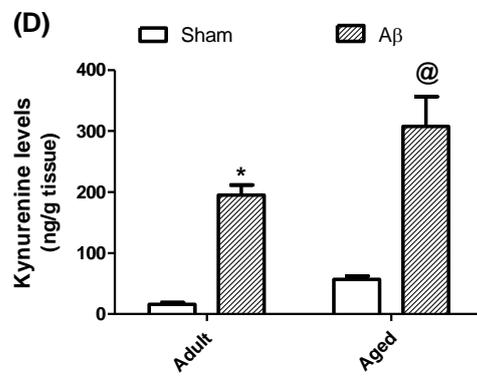 (D)
Sham Aβ
Kynurenine levels
(ng/g tissue)
400
300
200
100
0
*
@
Adult Aged